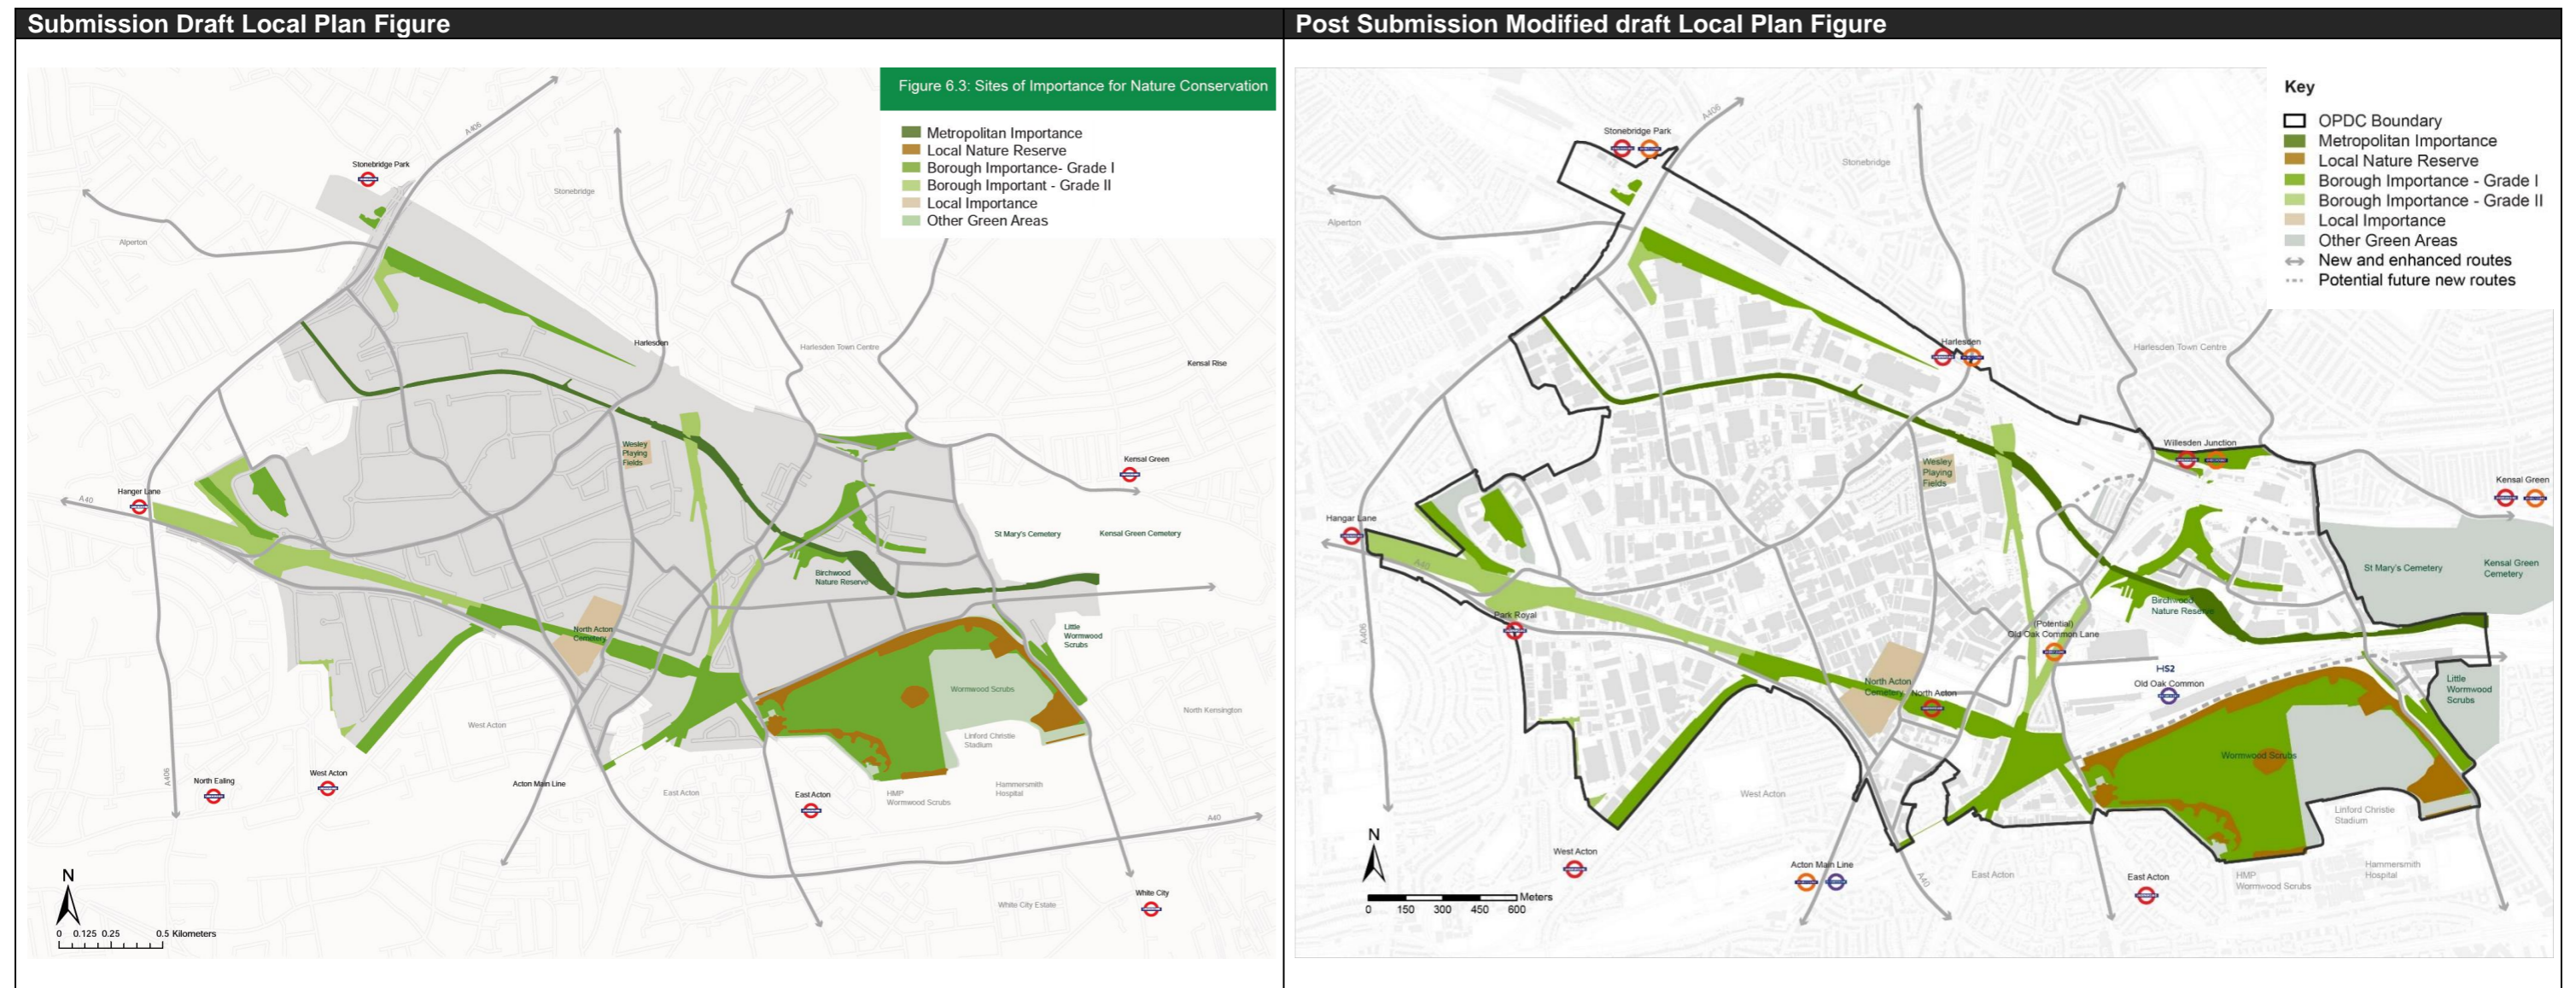 Submission Draft Local Plan Figure
Figure 6.3: Sites of Importance for Nature Conservation
Metropolitan Importance
Local Nature Reserve
Borough Importance- Grade I
Borough Important - Grade II
Local Importance
Other Green Areas
A406
Stonebridge Park
Stonebridge
Alperton
Harlesden
Harlesden Town Centre
Kensal Rise
Wesley
Playing
Fields
Kensal Green
Hanger Lane
A40
St Mary's Cemetery
Kensal Green Cemetery
Birchwood
Nature Reserve
North Acton
Cemetery
Little
Wormwood
Scrubs
Wormwood Scrubs
West Acton
North Kensington
Linford Christie
Stadium
A406
North Ealing
West Acton
Acton Main Line
East Acton
East Acton
HMP
Wormwood Scrubs
Hammersmith
Hospital
A40
White City
White City Estate
N
0 0.125 0.25 0.5 Kilometers
Post Submission Modified draft Local Plan Figure
Key
OPDC Boundary
Metropolitan Importance
Local Nature Reserve
Borough Importance - Grade I
Borough Importance - Grade II
Local Importance
Other Green Areas
New and enhanced routes
Potential future new routes
A406
Stonebridge Park
Stonebridge
Alperton
Harlesden
Harlesden Town Centre
Willesden Junction
Wesley
Playing
Fields
Kensal Green
Hangar Lane
A40
St Mary's Cemetery
Kensal Green
Cemetery
Park Royal
Birchwood
Nature Reserve
(Potential)
Old Oak Common Lane
A406
HS2
Old Oak Common
North Acton
Cemetery
North Acton
Little
Wormwood
Scrubs
Wormwood Scrubs
West Acton
Linford Christie
Stadium
N
West Acton
Acton Main Line
A40
East Acton
East Acton
HMP
Wormwood Scrubs
Hammersmith
Hospital
Meters
0 150 300 450 600